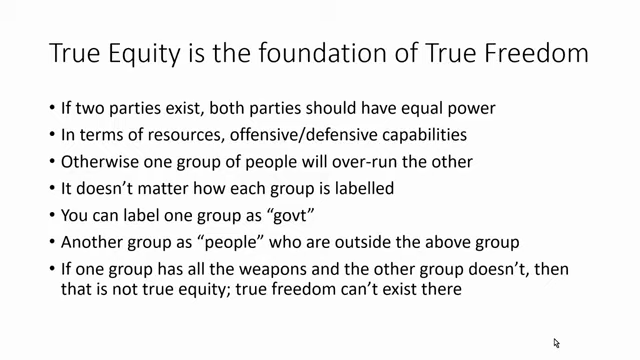 True Equity is the foundation of True Freedom
• If two parties exist, both parties should have equal power
• In terms of resources, offensive/defensive capabilities
• Otherwise one group of people will over-run the other
• It doesn’t matter how each group is labelled
• You can label one group as “govt”
• Another group as “people” who are outside the above group
• If one group has all the weapons and the other group doesn’t, then
that is not true equity; true freedom can’t exist there